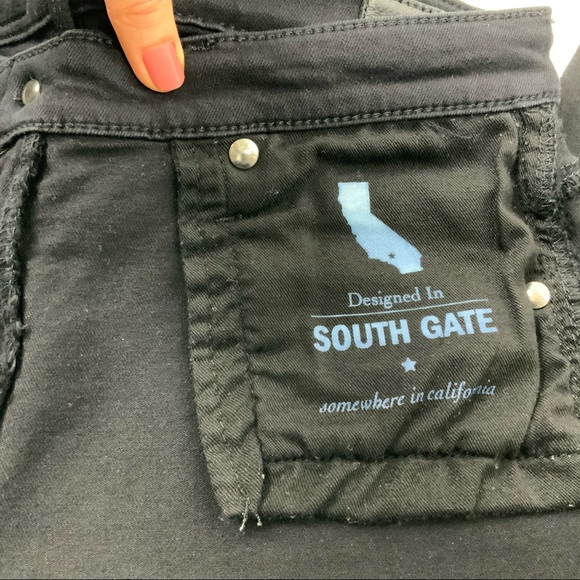 Designed In
SOUTH GATE
somewhere in california